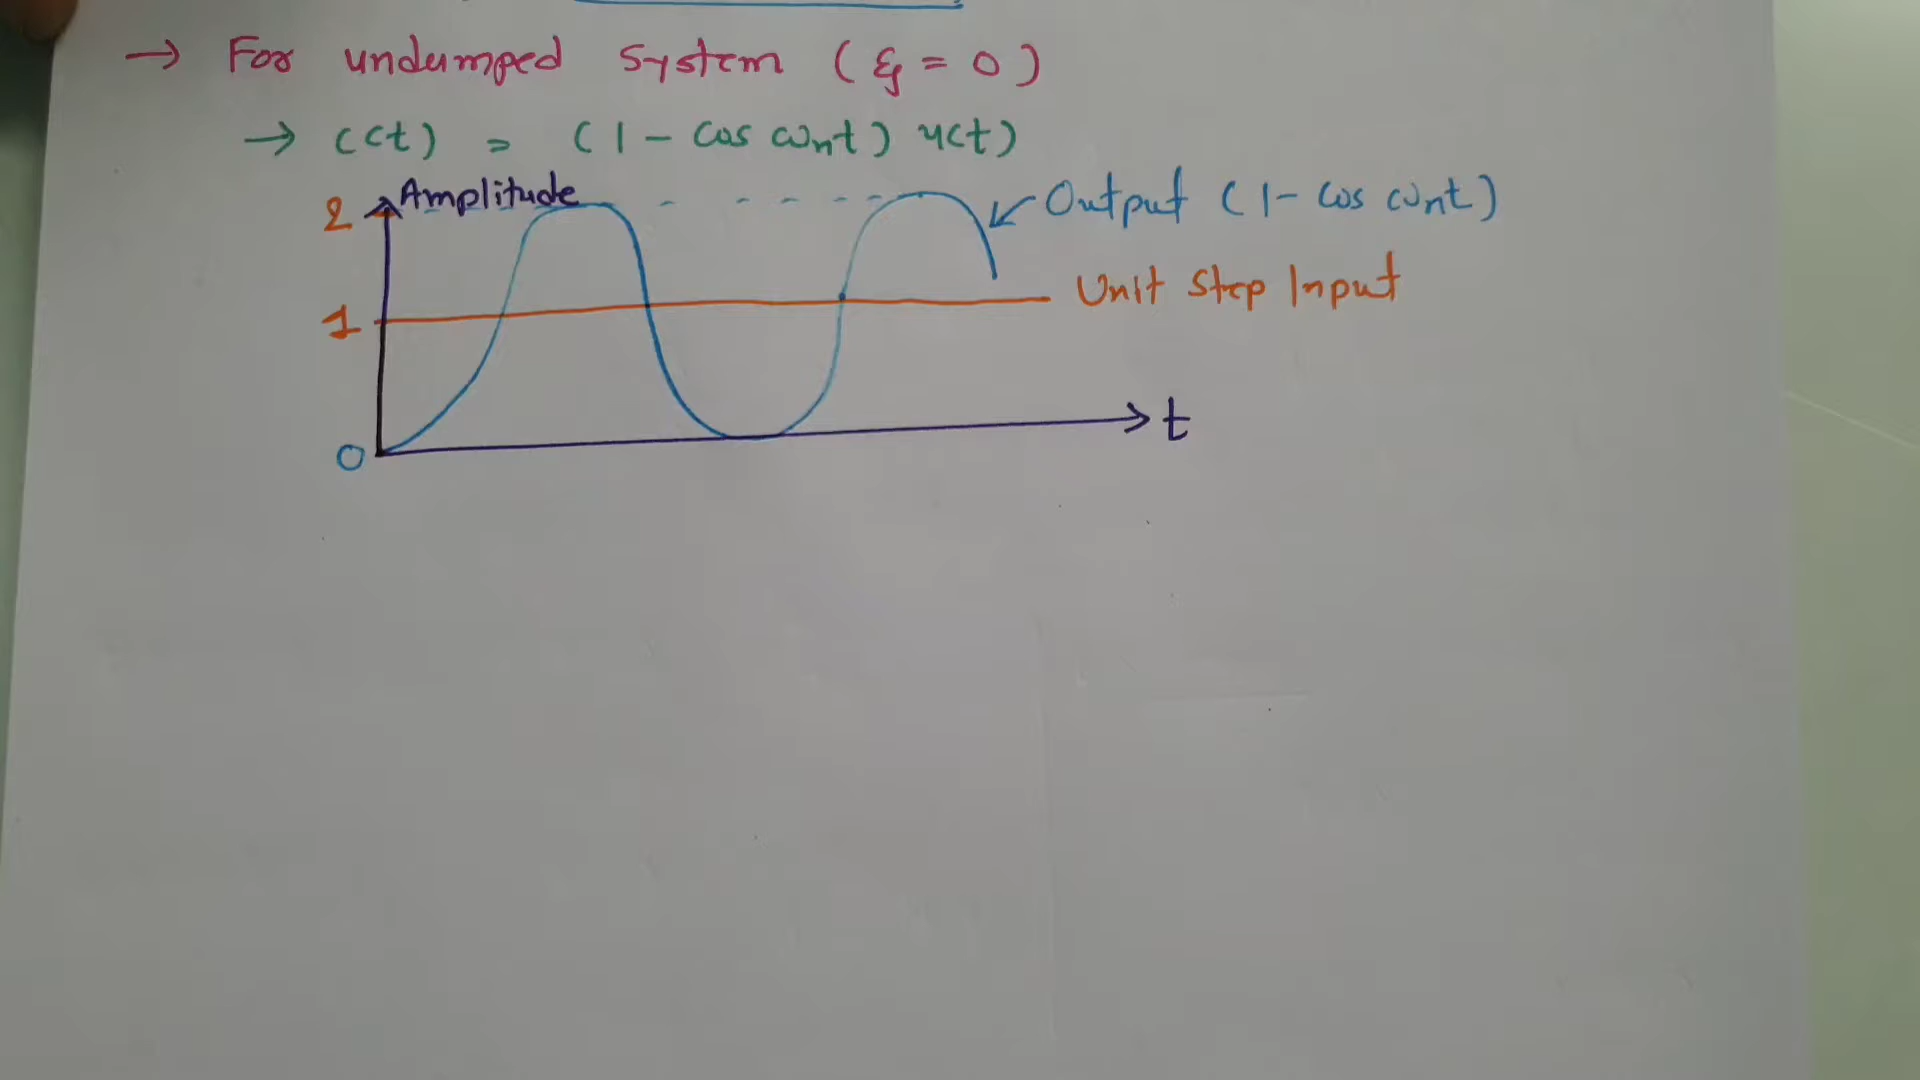 → For undumped system (ξ = 0)
→ c(t) = (1 - cos ωnt) u(t)
2 Amplitude
Output (1 - cos ωnt)
1 Unit Step Input
0 t